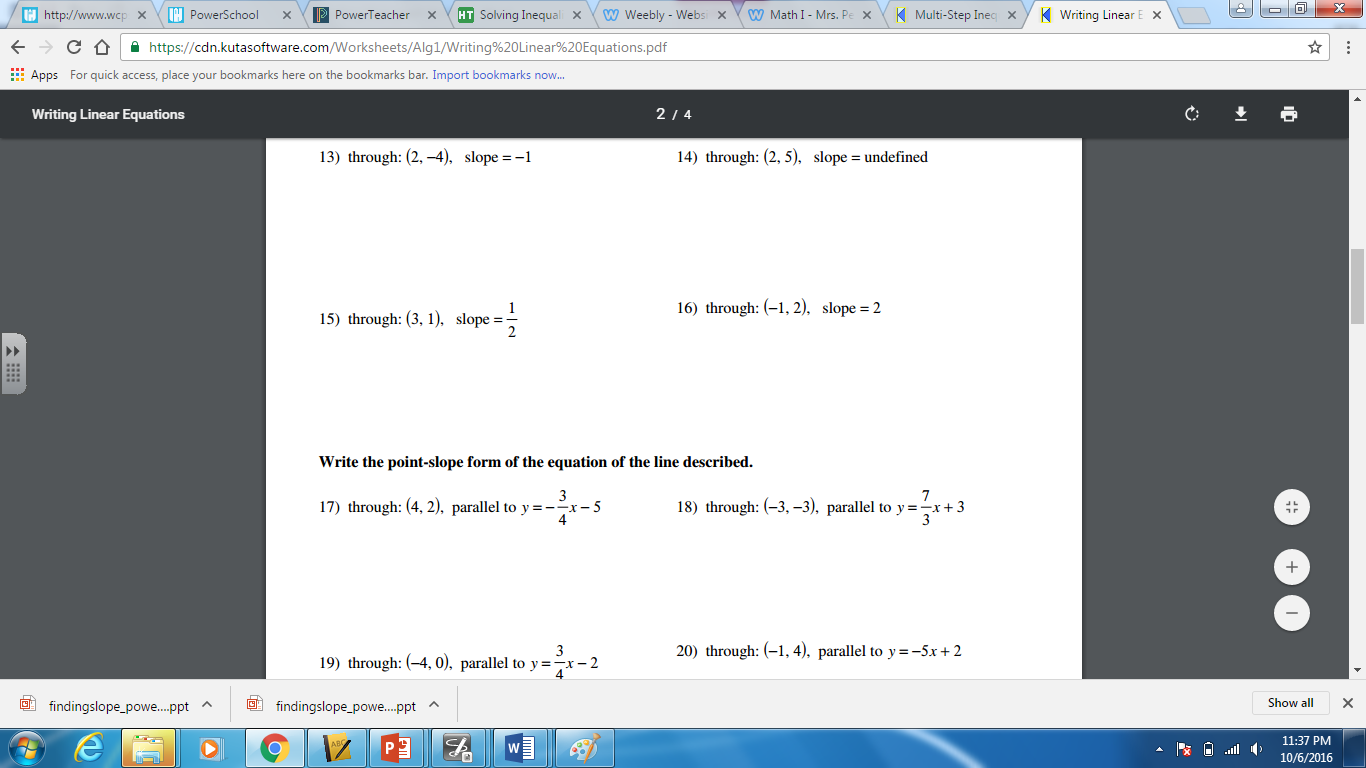 http://www.wcp
PowerSchool
PowerTeacher
HT Solving Inequal
Weebly - Websi
Math I - Mrs. Pe
Multi-Step Ineq
Writing Linear E
https://cdn.kutasoftware.com/Worksheets/Alg1/Writing%20Linear%20Equations.pdf
Apps For quick access, place your bookmarks here on the bookmarks bar. Import bookmarks now...
Writing Linear Equations 2 / 4
13) through: (2, −4), slope = −1
14) through: (2, 5), slope = undefined
15) through: (3, 1), slope = 1/2
16) through: (−1, 2), slope = 2
Write the point-slope form of the equation of the line described.
17) through: (4, 2), parallel to y = −3/4x − 5
18) through: (−3, −3), parallel to y = 7/3x + 3
19) through: (−4, 0), parallel to y = 3/4x − 2
20) through: (−1, 4), parallel to y = −5x + 2
findingslope_powe....ppt
findingslope_powe....ppt
Show all
11:37 PM
10/6/2016